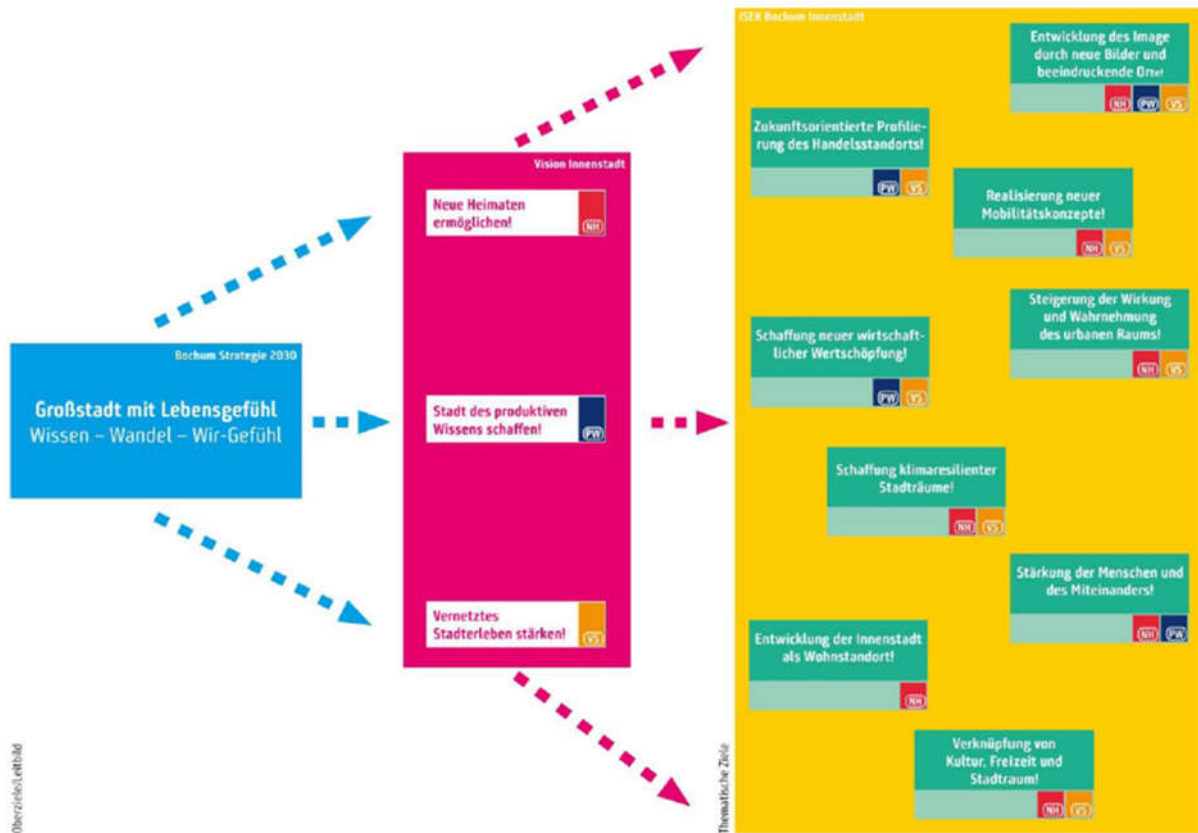 Bochum Strategie 2030
Großstadt mit Lebensgefühl
Wissen – Wandel – Wir-Gefühl
Oberziele/Leitbild
Vision Innenstadt
Neue Heimaten
ermöglichen!
NH
Stadt des produktiven
Wissens schaffen!
PW
Vernetztes
Stadterleben stärken!
VS
Thematische Ziele
ISEK Bochum Innenstadt
Entwicklung des Image
durch neue Bilder und
beeindruckende Orte!
NH PW VS
Zukunftsorientierte Profilie-
rung des Handelsstandorts!
PW VS
Realisierung neuer
Mobilitätskonzepte!
NH VS
Steigerung der Wirkung
und Wahrnehmung
des urbanen Raums!
NH VS
Schaffung neuer wirtschaft-
licher Wertschöpfung!
PW VS
Schaffung klimaresilienter
Stadträume!
NH VS
Stärkung der Menschen und
des Miteinanders!
NH PW
Entwicklung der Innenstadt
als Wohnstandort!
NH
Verknüpfung von
Kultur, Freizeit und
Stadtraum!
NH VS